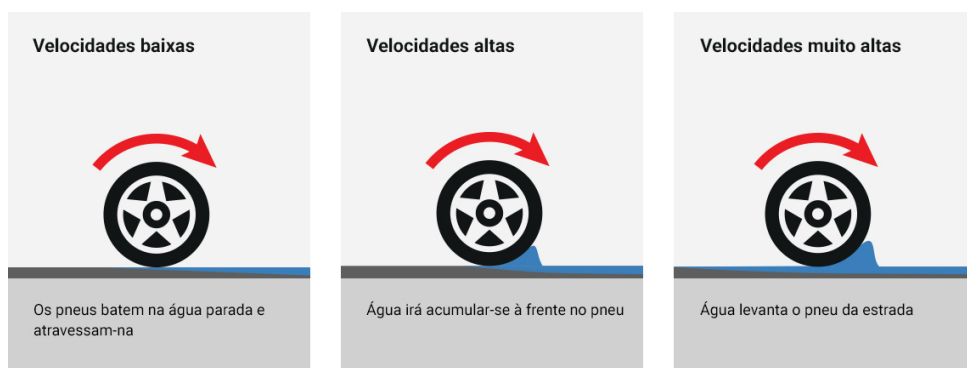 Velocidades baixas
Os pneus batem na água parada e
atravessam-na
Velocidades altas
Água irá acumular-se à frente no pneu
Velocidades muito altas
Água levanta o pneu da estrada